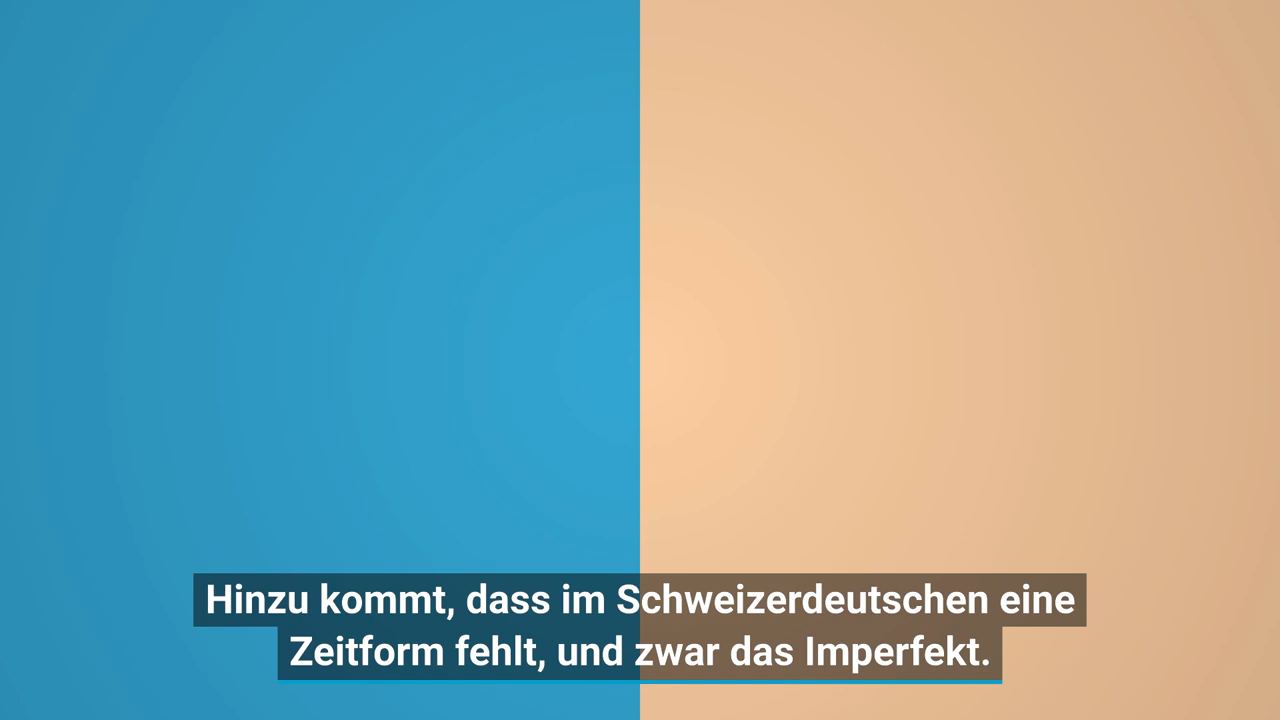 Hinzu kommt, dass im Schweizerdeutschen eine
Zeitform fehlt, und zwar das Imperfekt.